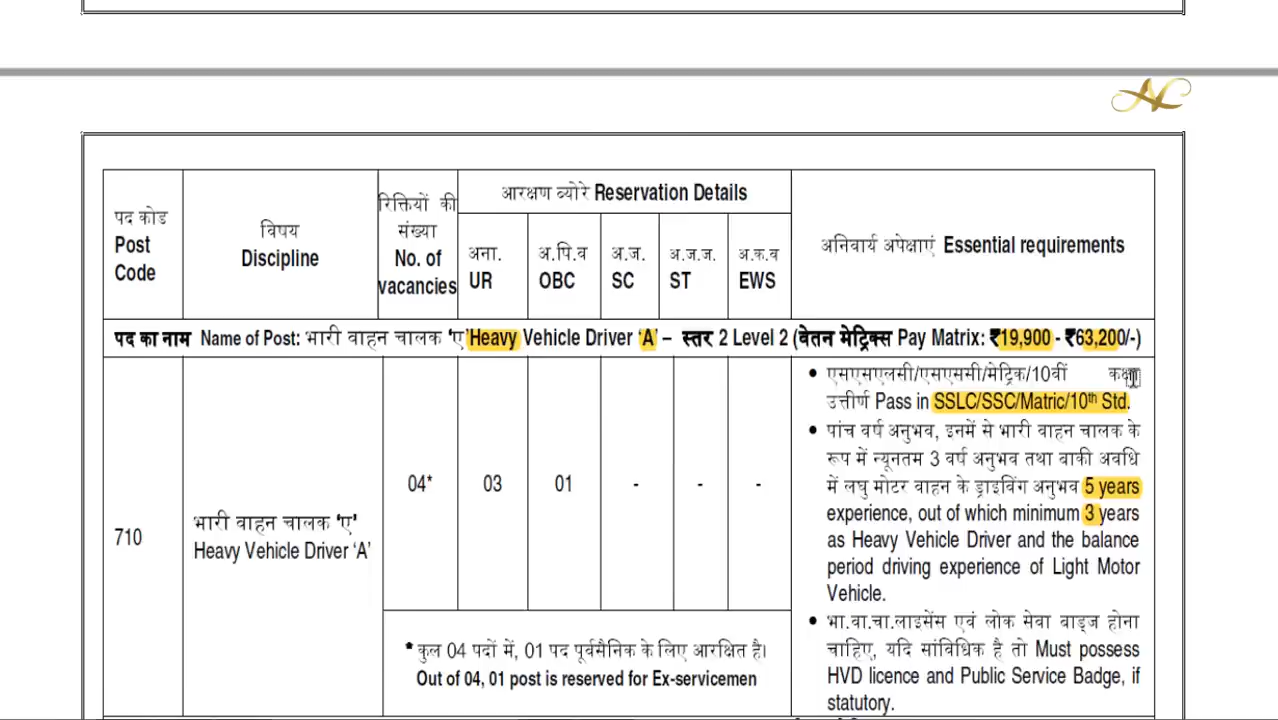 पद कोड
Post
Code
विषय
Discipline
रिक्तियों की
संख्या
No. of
vacancies
आरक्षण ब्योरे Reservation Details
अना.
UR
अ.पि.व
OBC
अ.ज.
SC
अ.ज.ज.
ST
अ.क.व
EWS
अनिवार्य अपेक्षाएं Essential requirements
पद का नाम Name of Post: भारी वाहन चालक ‘ए’Heavy Vehicle Driver ‘A’ – स्तर 2 Level 2 (वेतन मेट्रिक्स Pay Matrix: ₹19,900 - ₹63,200/-)
710
भारी वाहन चालक ‘ए’
Heavy Vehicle Driver ‘A’
04*
03
01
-
-
-
* कुल 04 पदों में, 01 पद पूर्वसैनिक के लिए आरक्षित है।
Out of 04, 01 post is reserved for Ex-servicemen
• एसएसएलसी/एसएससी/मेट्रिक/10वीं कक्षा
उत्तीर्ण Pass in SSLC/SSC/Matric/10th Std.
• पांच वर्ष अनुभव, इनमें से भारी वाहन चालक के
रूप में न्यूनतम 3 वर्ष अनुभव तथा बाकी अवधि
में लघु मोटर वाहन के ड्राइविंग अनुभव 5 years
experience, out of which minimum 3 years
as Heavy Vehicle Driver and the balance
period driving experience of Light Motor
Vehicle.
• भा.वा.चा.लाइसेंस एवं लोक सेवा बाड्ज होना
चाहिए, यदि सांविधिक है तो Must possess
HVD licence and Public Service Badge, if
statutory.